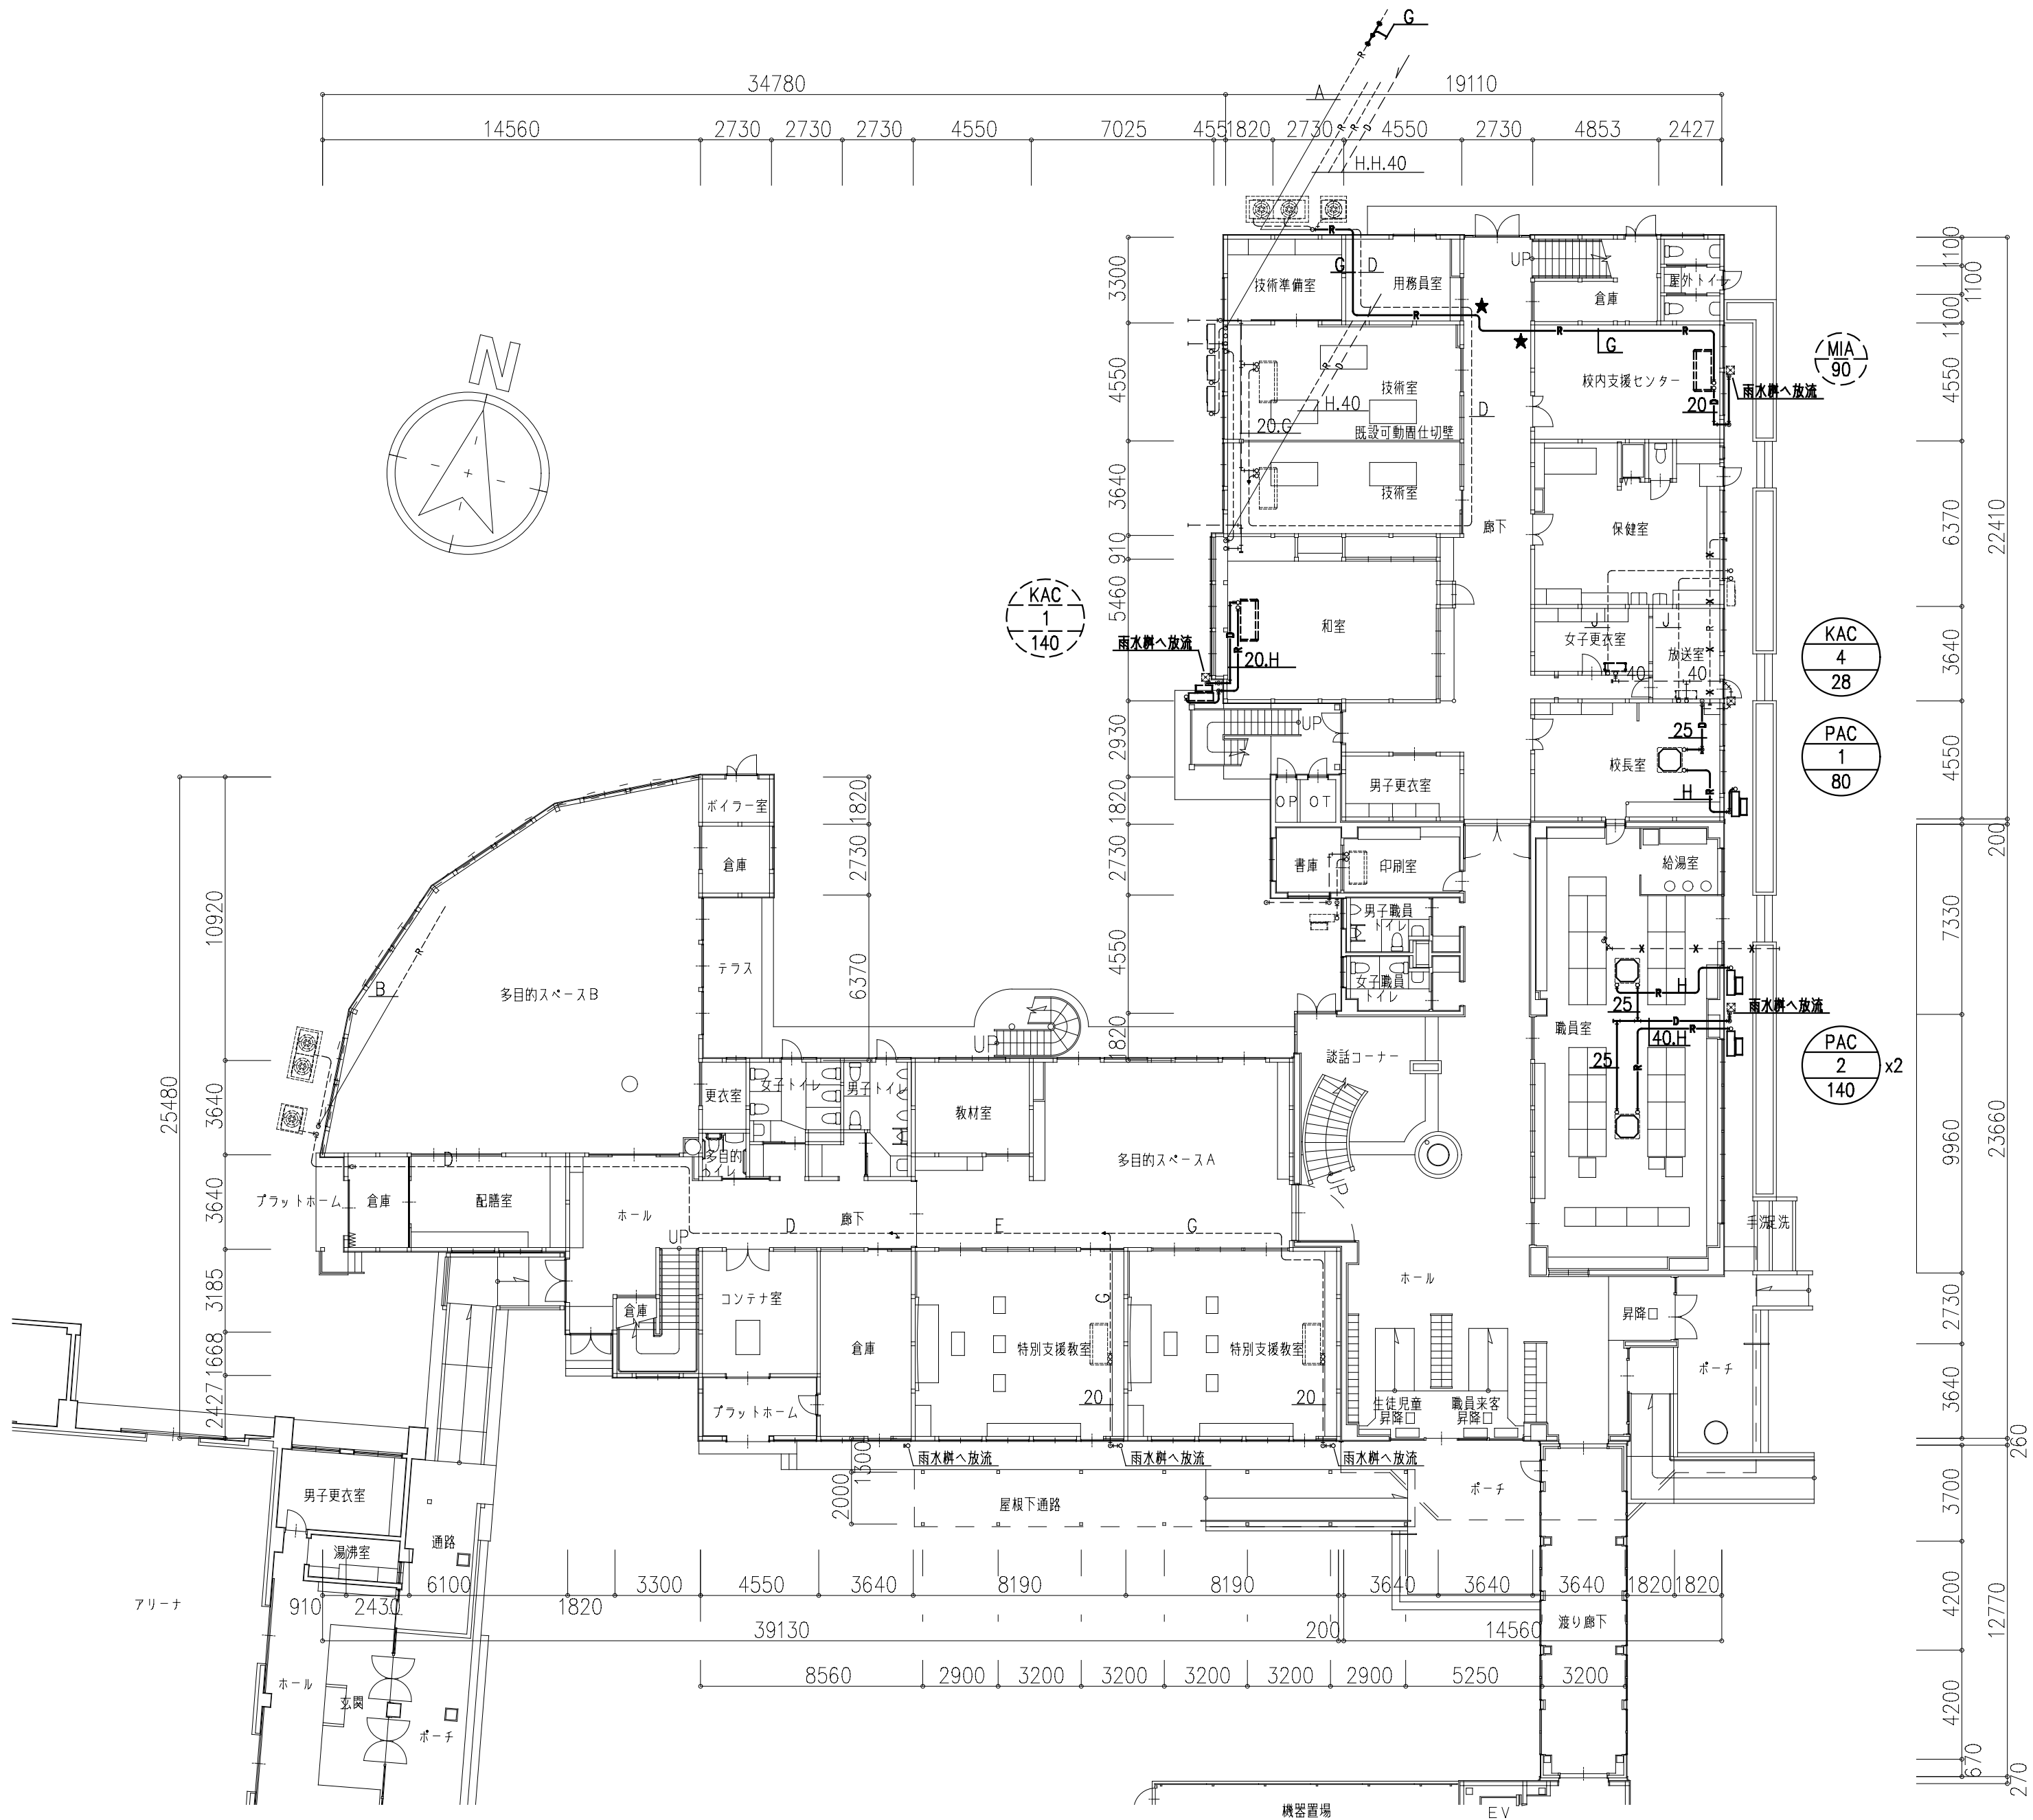 G
34780
19110
A
14560
2730
2730
2730
4550
7025
455
1820
2730
4550
2730
4853
2427
H.H.40
N
R
G
D
UP
技術準備室
用務員室
倉庫
屋外トイレ
3300
1100
1100
1100
R
R
R
G
MIA
90
4550
技術室
校内支援センター
雨水桝へ放流
20
D
4550
H.40
D
20.G
既設可動間仕切壁
3640
技術室
廊下
保健室
6370
22410
910
KAC
1
140
5460
和室
雨水桝へ放流
20.H
J
J
女子更衣室
放送室
40
40
KAC
4
28
3640
2930
UP
25
校長室
H
PAC
1
80
4550
ボイラー室
1820
1820
OP
OT
男子更衣室
200
倉庫
2730
2730
書庫
印刷室
給湯室
10920
男子職員
トイレ
7330
テラス
6370
4550
女子職員
トイレ
B
多目的スペースB
H
25
雨水桝へ放流
職員室
UP
1820
談話コーナー
40.H
25
PAC
2
140
x2
25480
3640
更衣室
女子トイレ
男子トイレ
教材室
多目的
トイレ
多目的スペースA
UP
9960
23660
D
プラットホーム
倉庫
配膳室
3640
ホール
UP
D
廊下
E
G
手洗足洗
ホール
3185
倉庫
コンテナ室
G
昇降口
2730
1668
倉庫
特別支援教室
特別支援教室
ポーチ
2427
プラットホーム
20
20
生徒児童
昇降口
職員来客
昇降口
3640
1300
雨水桝へ放流
雨水桝へ放流
雨水桝へ放流
260
男子更衣室
2000
屋根下通路
ポーチ
3700
通路
湯沸室
アリーナ
6100
3300
4550
3640
8190
8190
3640
3640
3640
1820
1820
910
2430
1820
4200
12770
39130
200
14560
渡り廊下
8560
2900
3200
3200
3200
3200
2900
5250
3200
ホール
玄関
ポーチ
4200
670
270
機器置場
EV